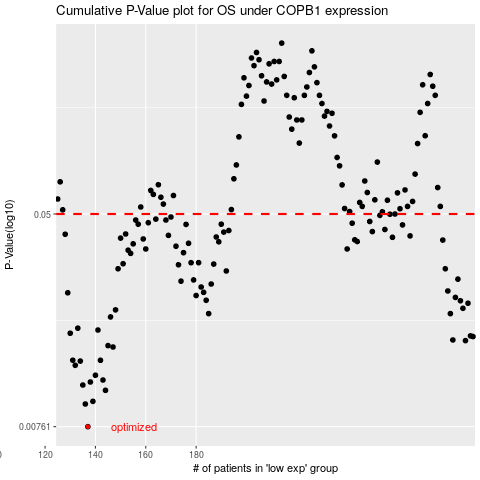 Cumulative P-Value plot for OS under COPB1 expression
P-Value(log10)
0.05
0.00761
optimized
0 120 140 160 180
# of patients in 'low exp' group